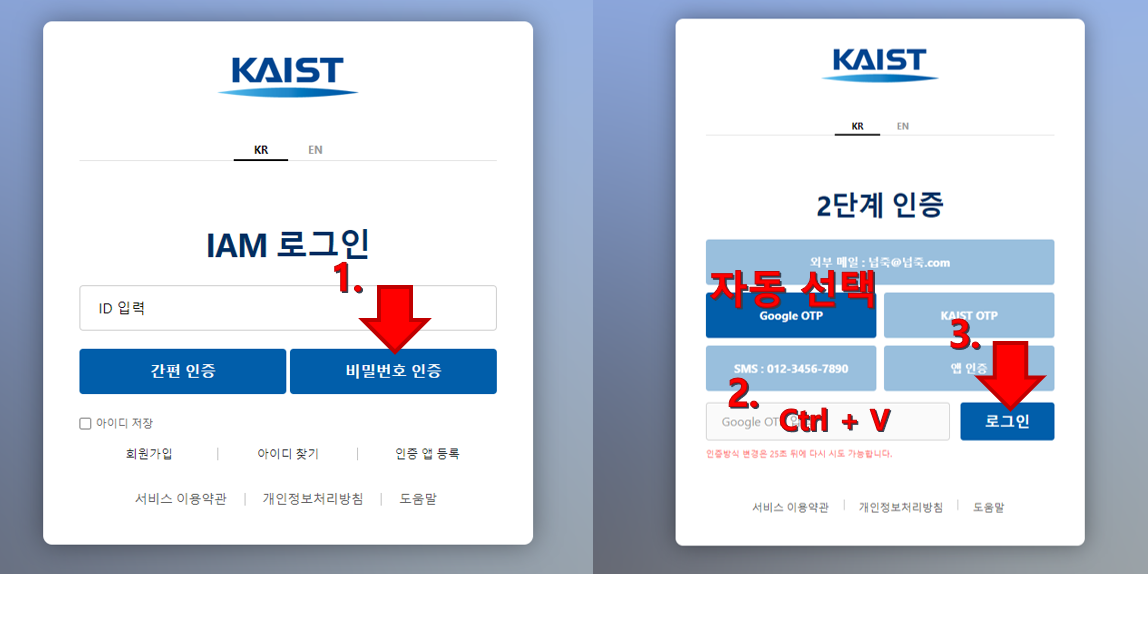 KAIST
KR EN
IAM 로그인
1.
ID 입력
간편 인증 비밀번호 인증
아이디 저장
회원가입 | 아이디 찾기 | 인증 앱 등록
서비스 이용약관 | 개인정보처리방침 | 도움말
KAIST
KR EN
2단계 인증
외부 메일 : 넙죽@넙죽.com
자동 선택
Google OTP KAIST OTP
3.
SMS : 012-3456-7890 앱 인증
2.
Google
Ctrl + V
로그인
인증방식 변경은 25초 뒤에 다시 시도 가능합니다.
서비스 이용약관 | 개인정보처리방침 | 도움말